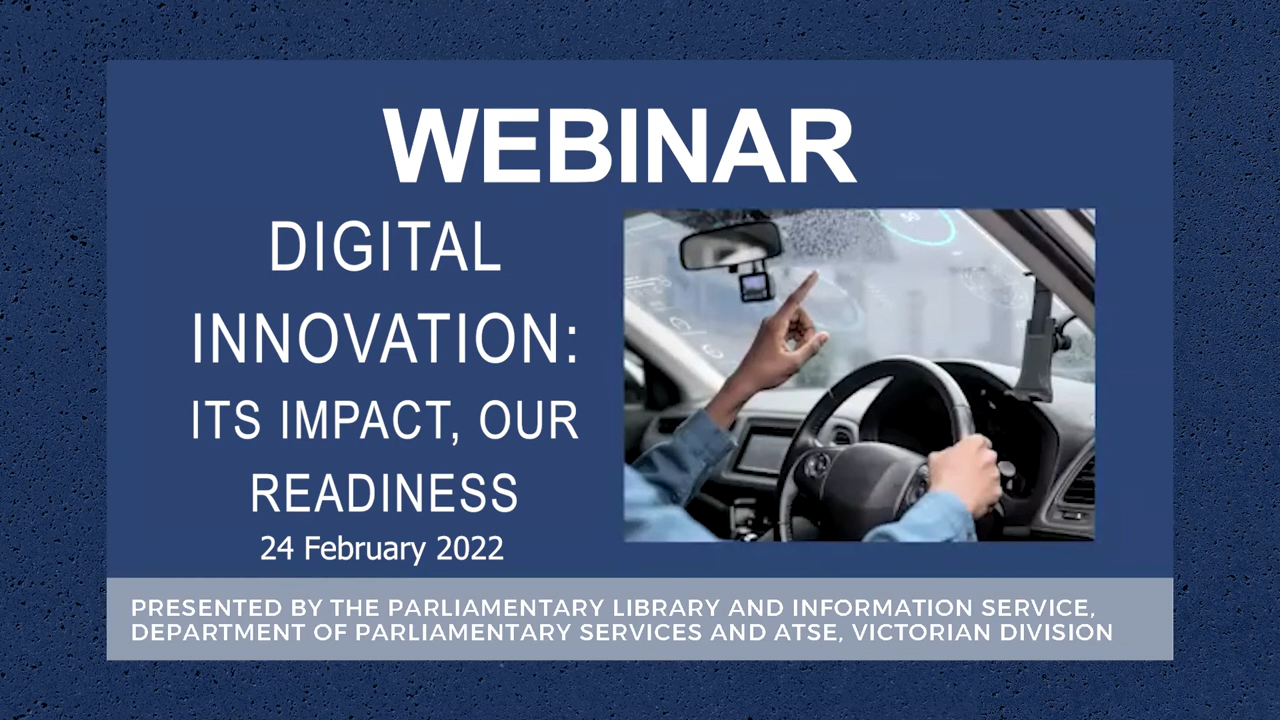 WEBINAR
DIGITAL
INNOVATION:
ITS IMPACT, OUR
READINESS
24 February 2022
50
PRESENTED BY THE PARLIAMENTARY LIBRARY AND INFORMATION SERVICE,
DEPARTMENT OF PARLIAMENTARY SERVICES AND ATSE, VICTORIAN DIVISION